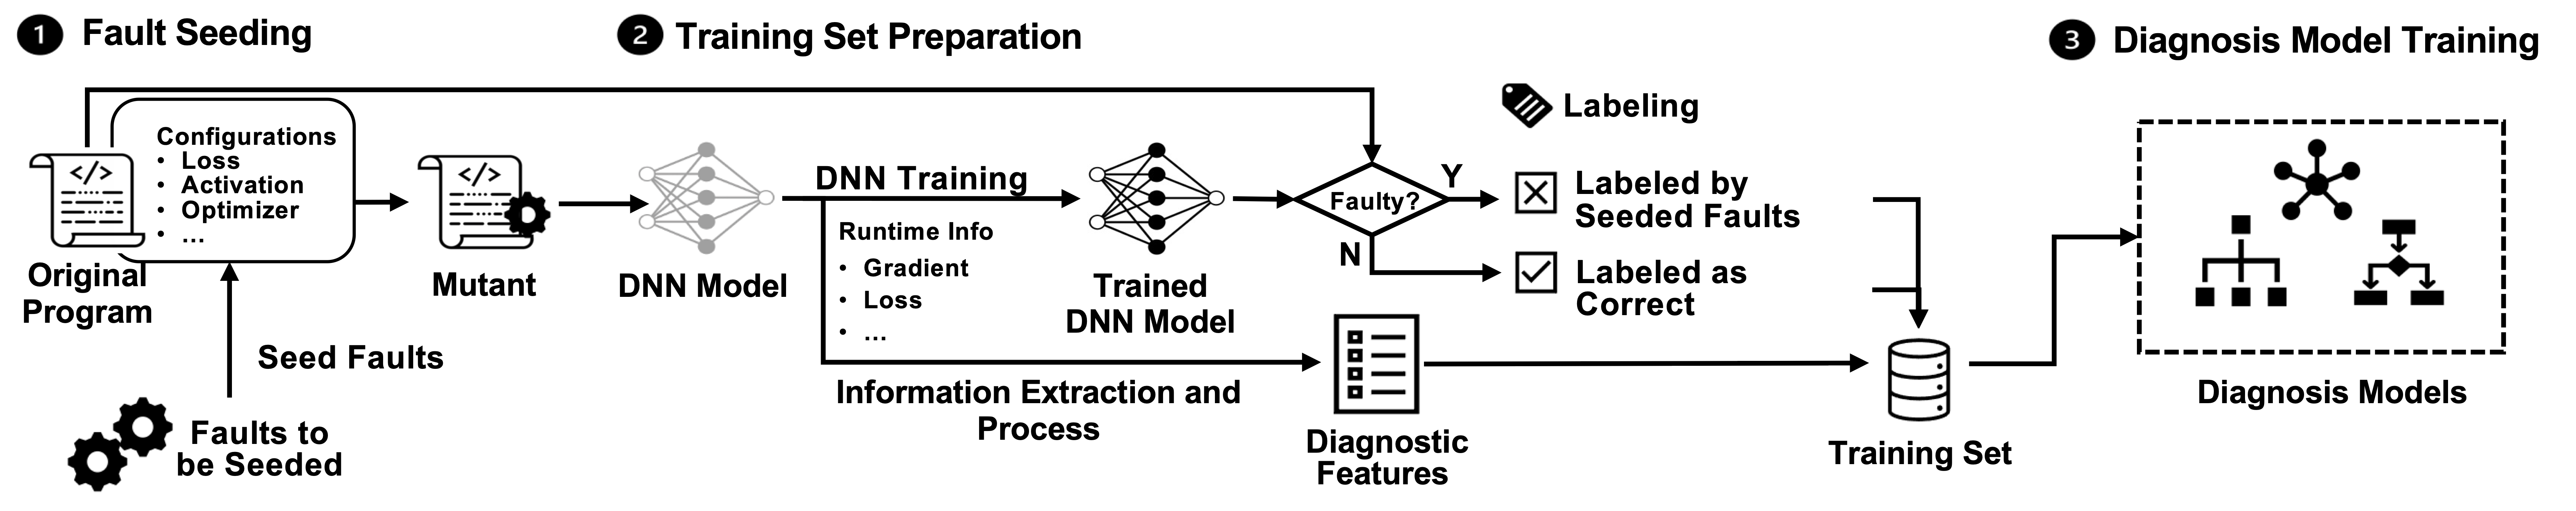 1 Fault Seeding
2 Training Set Preparation
3 Diagnosis Model Training
Configurations
• Loss
• Activation
• Optimizer
• ...
</>
Original
Program
Seed Faults
Faults to
be Seeded
</>
Mutant
DNN Model
DNN Training
Runtime Info
• Gradient
• Loss
• ...
Information Extraction and
Process
Trained
DNN Model
Faulty?
Y
N
Labeling
Labeled by
Seeded Faults
Labeled as
Correct
Diagnostic
Features
Training Set
Diagnosis Models